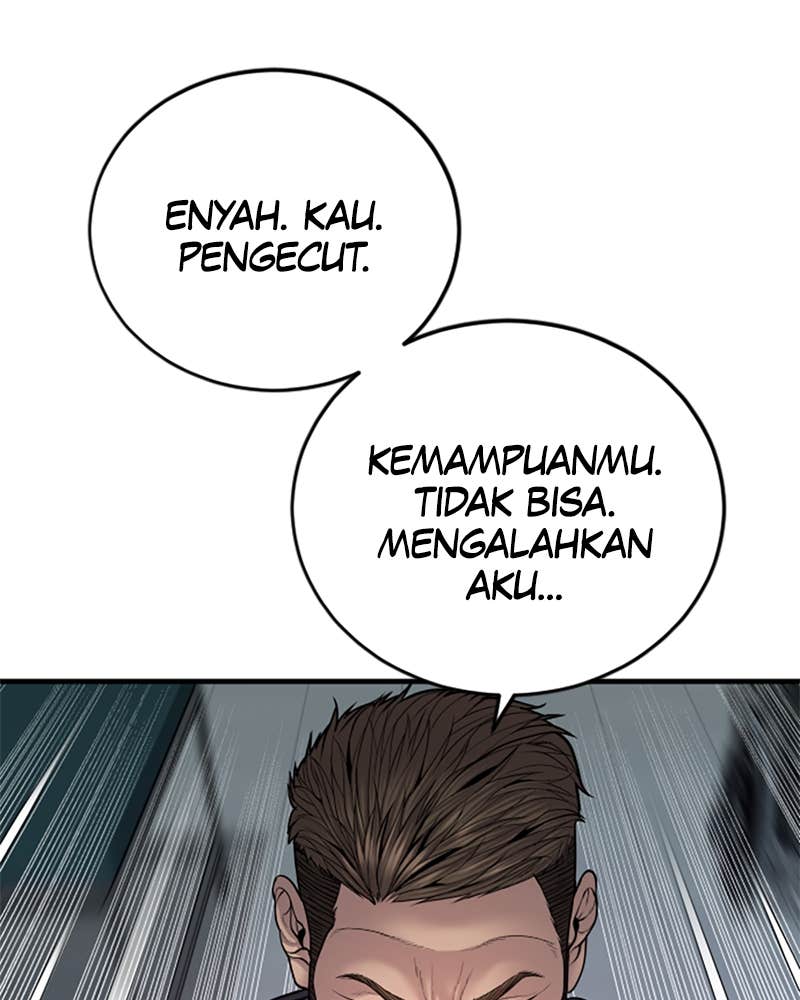 ENYAH. KAU.
PENGECUT.
KEMAMPUANMU.
TIDAK BISA.
MENGALAHKAN
AKU...